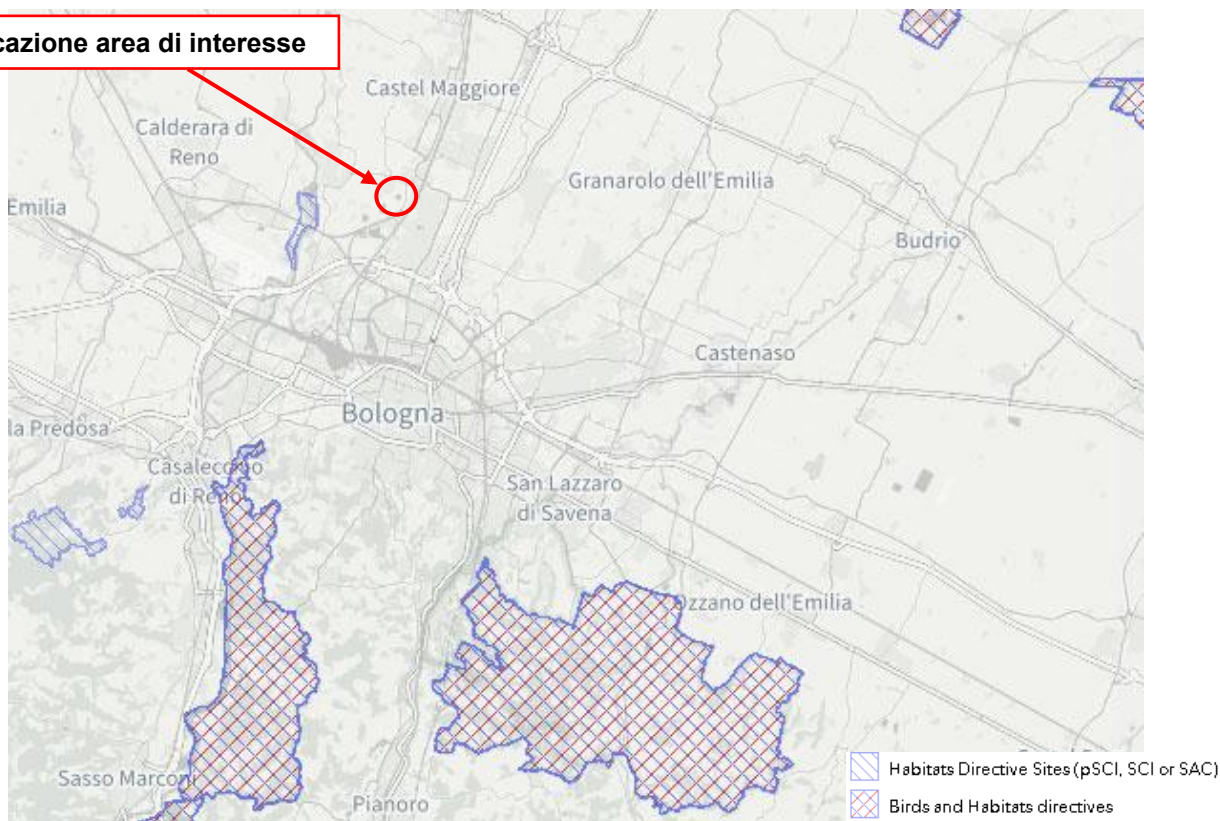 cazione area di interesse
Castel Maggiore
Calderara di
Reno
Granarolo dell'Emilia
Emilia
Budrio
Castenaso
Bologna
la Predosa
Casalecchio
di Reno
San Lazzaro
di Savena
Ozzano dell'Emilia
Sasso Marconi
Pianoro
Habitats Directive Sites (pSCI, SCI or SAC)
Birds and Habitats directives